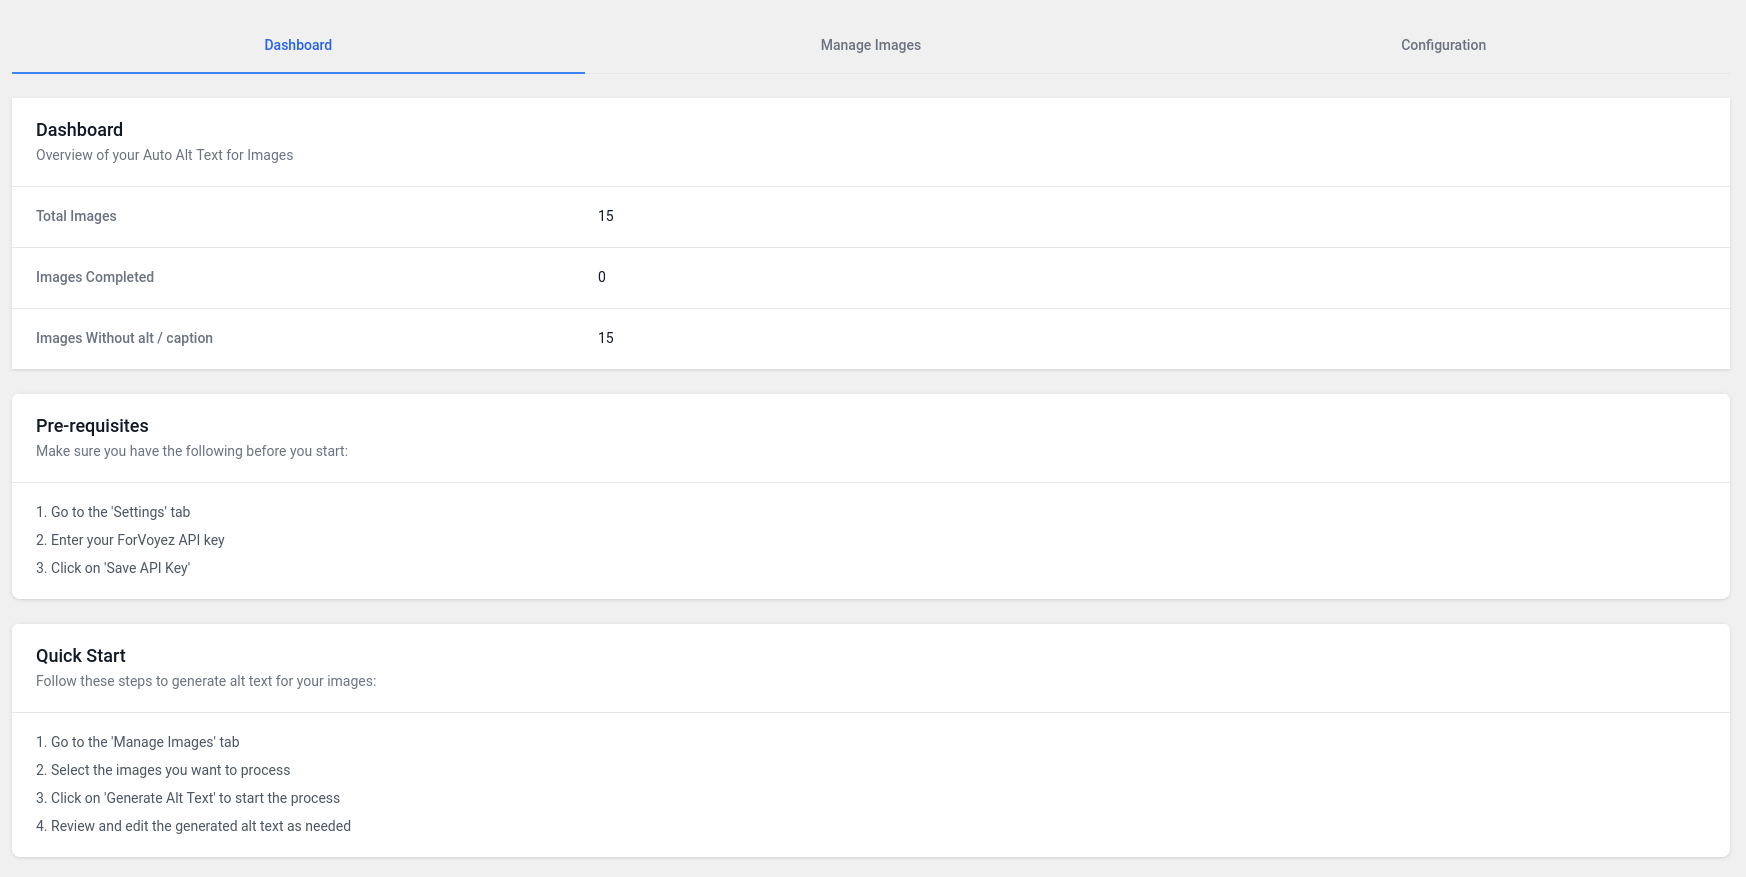 Dashboard
Manage Images
Configuration
Dashboard
Overview of your Auto Alt Text for Images
Total Images 15
Images Completed 0
Images Without alt / caption 15
Pre-requisites
Make sure you have the following before you start:
1. Go to the 'Settings' tab
2. Enter your ForVoyez API key
3. Click on 'Save API Key'
Quick Start
Follow these steps to generate alt text for your images:
1. Go to the 'Manage Images' tab
2. Select the images you want to process
3. Click on 'Generate Alt Text' to start the process
4. Review and edit the generated alt text as needed